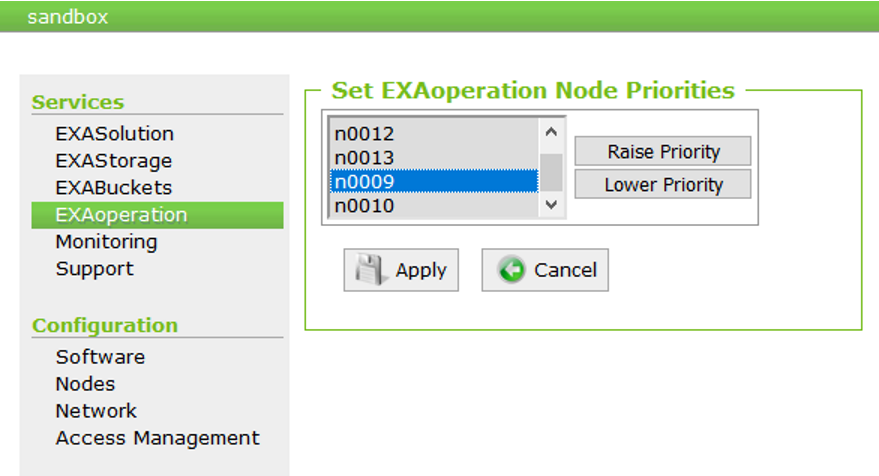 sandbox
Services
EXASolution
EXAStorage
EXABuckets
EXAoperation
Monitoring
Support
Configuration
Software
Nodes
Network
Access Management
Set EXAoperation Node Priorities
n0012
n0013
n0009
n0010
Raise Priority
Lower Priority
Apply
Cancel